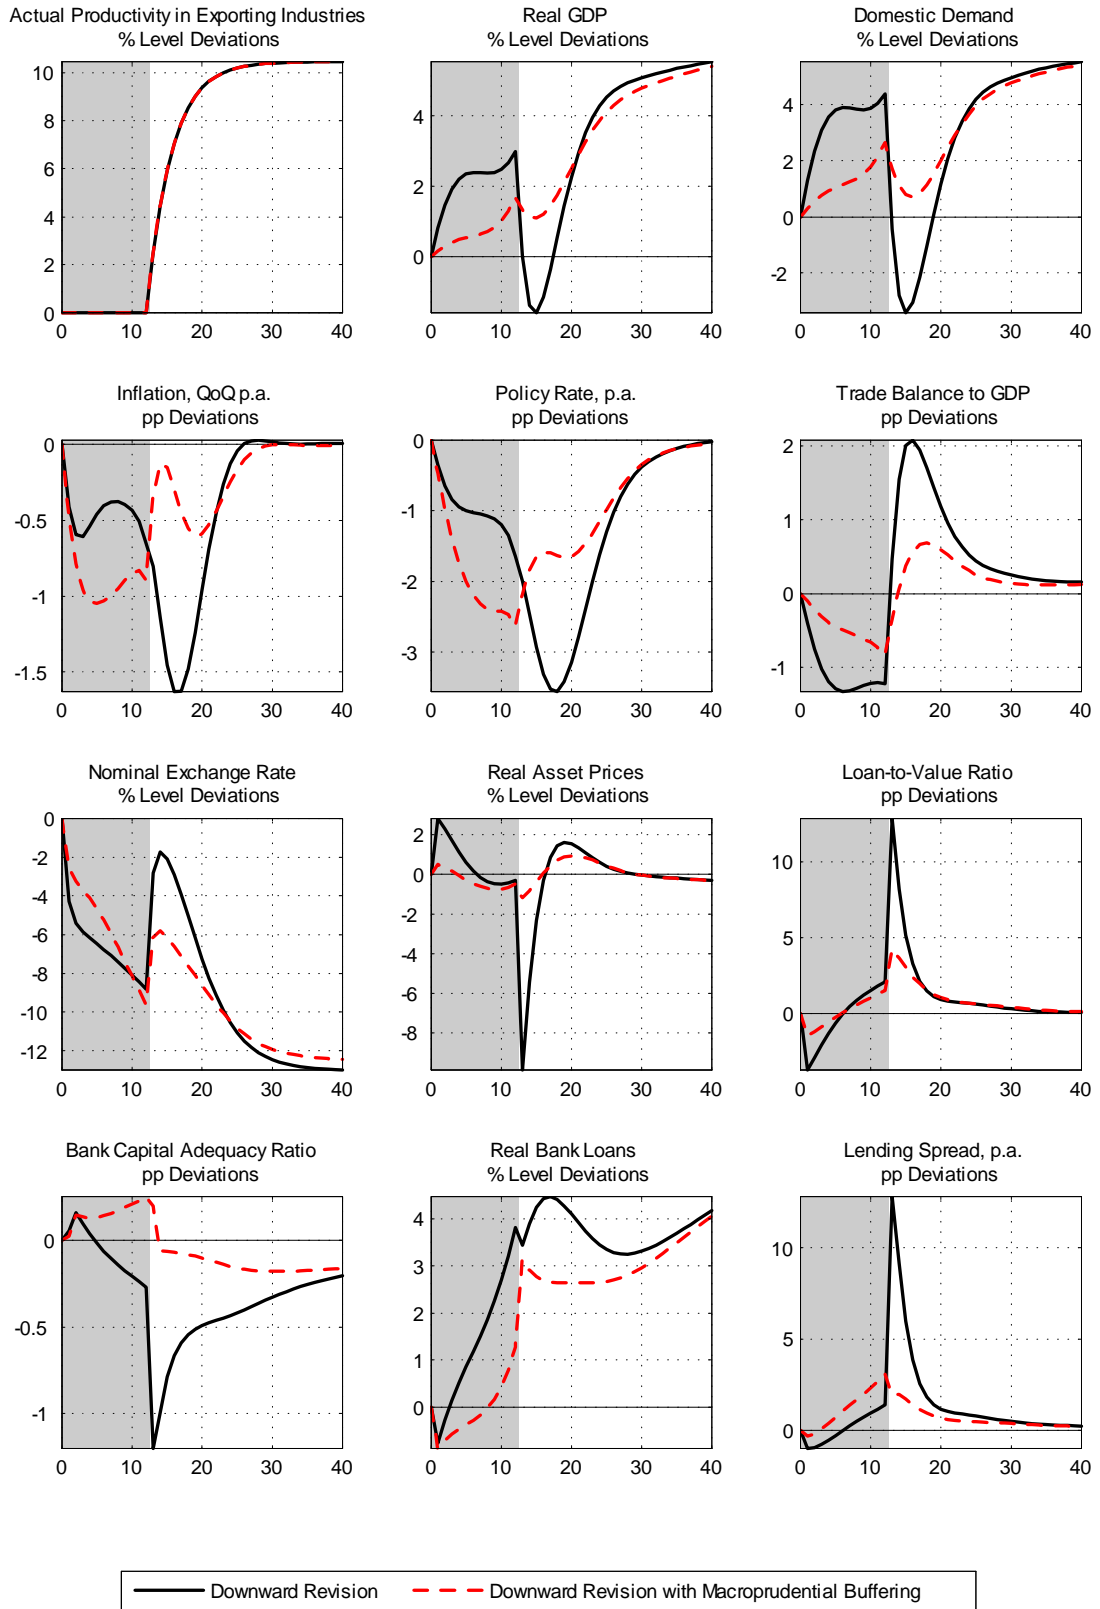 Actual Productivity in Exporting Industries
% Level Deviations
10
8
6
4
2
0
0 10 20 30 40
Real GDP
% Level Deviations
4
2
0
0 10 20 30 40
Domestic Demand
% Level Deviations
4
2
0
-2
0 10 20 30 40
Inflation, QoQ p.a.
pp Deviations
0
-0.5
-1
-1.5
0 10 20 30 40
Policy Rate, p.a.
pp Deviations
0
-1
-2
-3
0 10 20 30 40
Trade Balance to GDP
pp Deviations
2
1
0
-1
0 10 20 30 40
Nominal Exchange Rate
% Level Deviations
0
-2
-4
-6
-8
-10
-12
0 10 20 30 40
Real Asset Prices
% Level Deviations
2
0
-2
-4
-6
-8
0 10 20 30 40
Loan-to-Value Ratio
pp Deviations
10
5
0
0 10 20 30 40
Bank Capital Adequacy Ratio
pp Deviations
0
-0.5
-1
0 10 20 30 40
Real Bank Loans
% Level Deviations
4
3
2
1
0
0 10 20 30 40
Lending Spread, p.a.
pp Deviations
10
5
0
0 10 20 30 40
Downward Revision
Downward Revision with Macroprudential Buffering